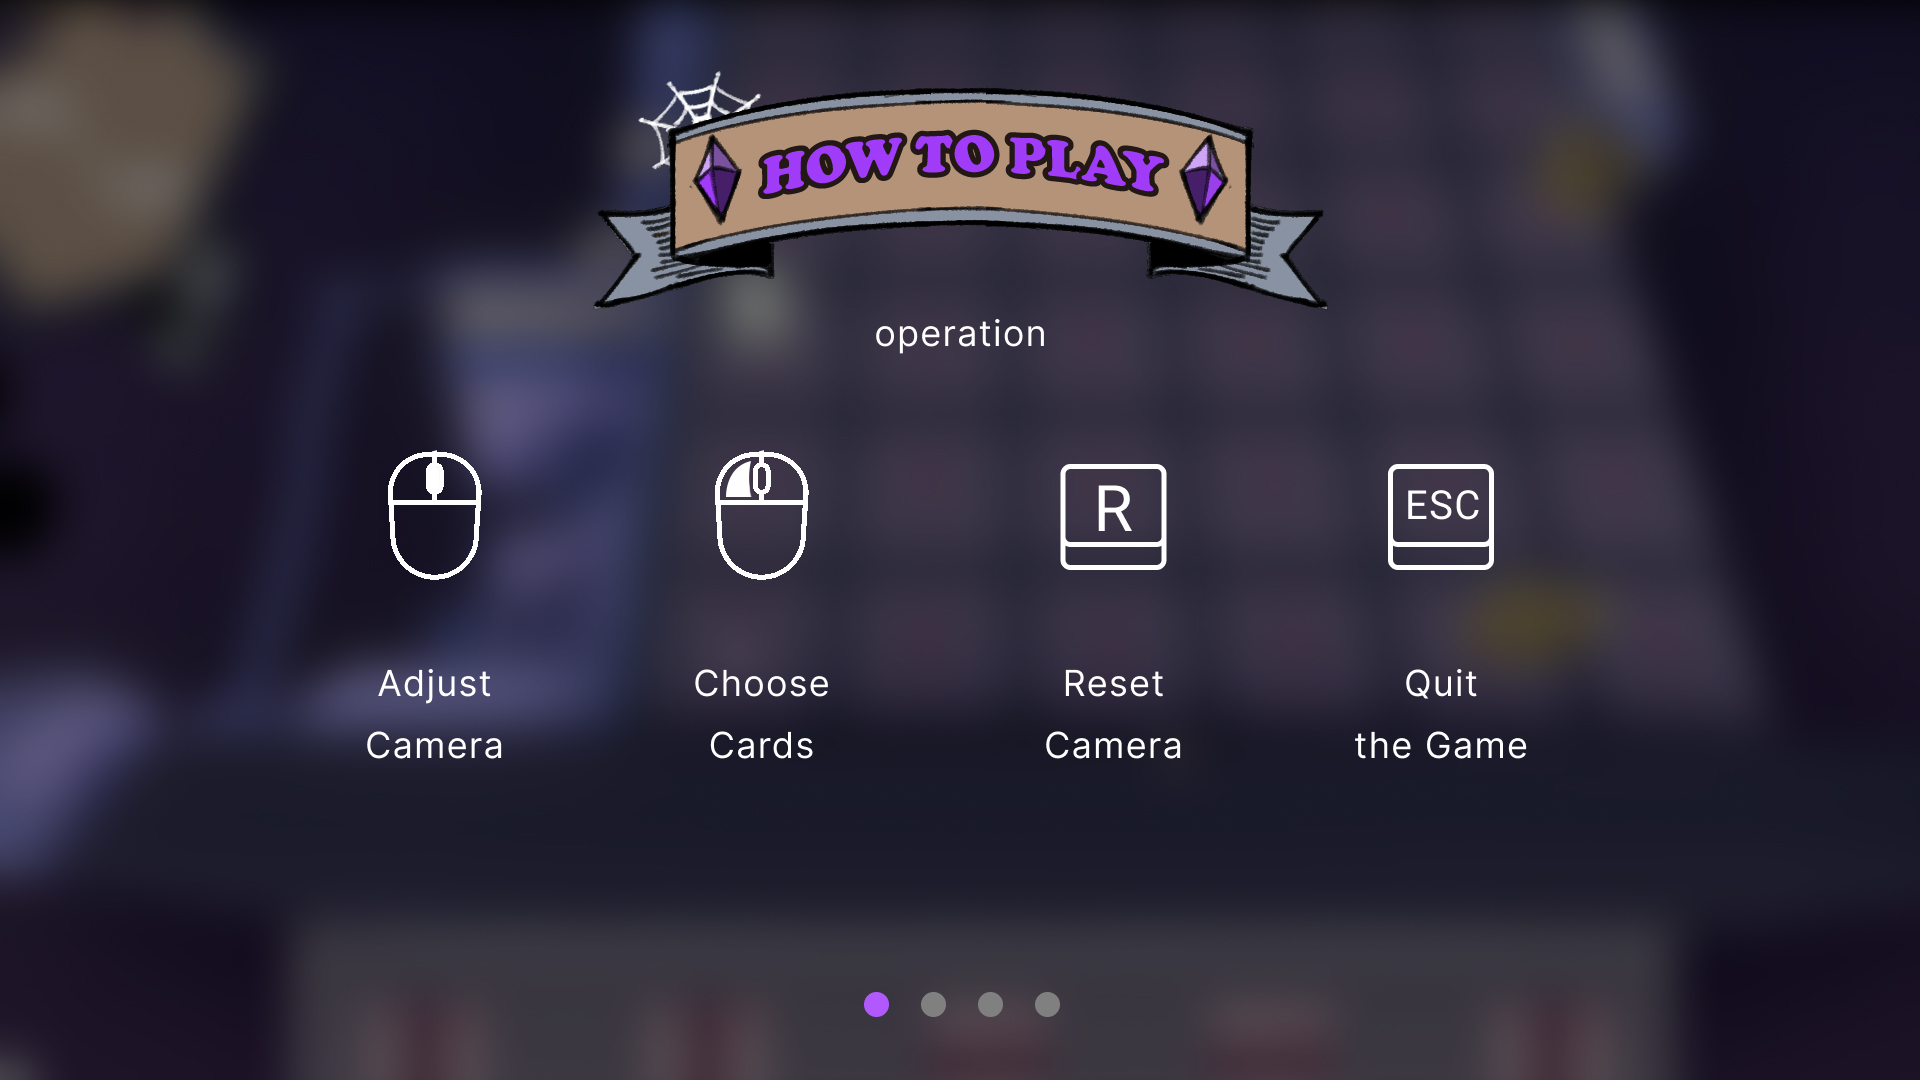 HOW TO PLAY
operation
R
ESC
Adjust
Camera
Choose
Cards
Reset
Camera
Quit
the Game